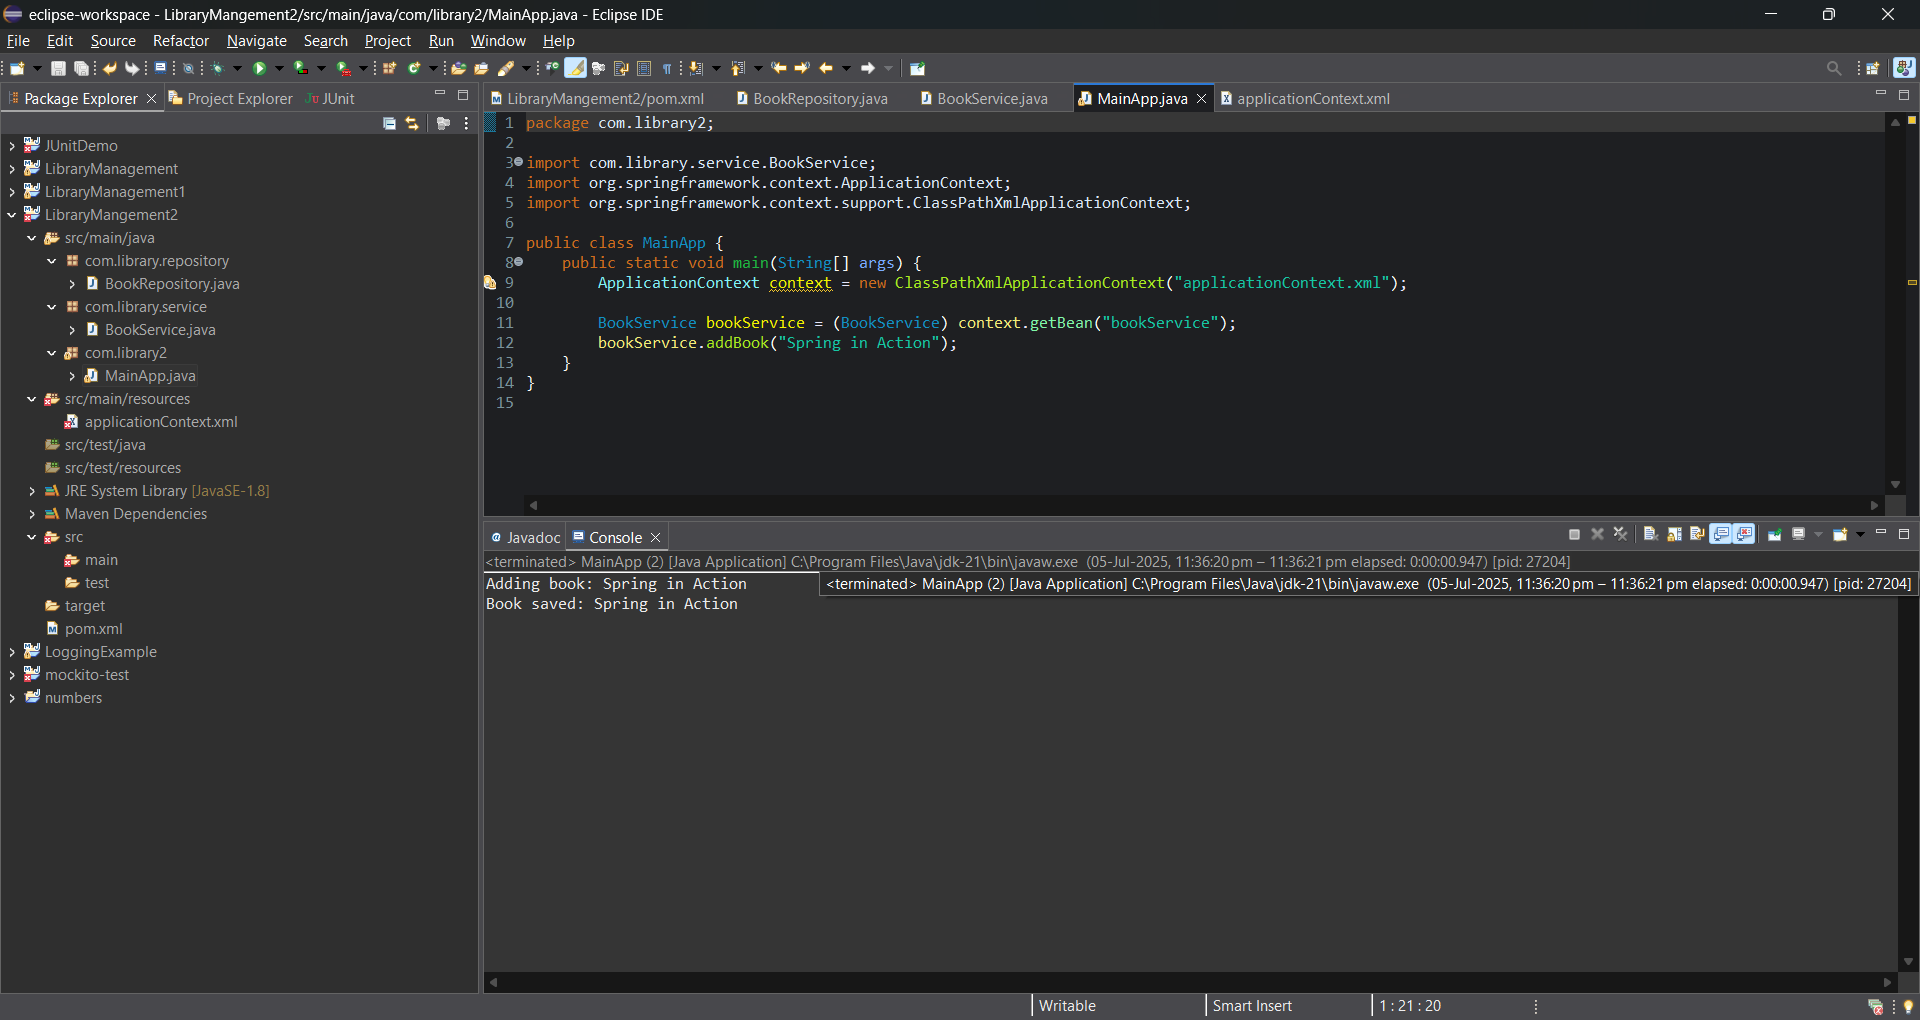 eclipse-workspace - LibraryMangement2/src/main/java/com/library2/MainApp.java - Eclipse IDE
File Edit Source Refactor Navigate Search Project Run Window Help
Package Explorer Project Explorer JUnit
JUnitDemo
LibraryManagement
LibraryManagement1
LibraryMangement2
src/main/java
com.library.repository
BookRepository.java
com.library.service
BookService.java
com.library2
MainApp.java
src/main/resources
applicationContext.xml
src/test/java
src/test/resources
JRE System Library [JavaSE-1.8]
Maven Dependencies
src
main
test
target
pom.xml
LoggingExample
mockito-test
numbers
LibraryMangement2/pom.xml BookRepository.java BookService.java MainApp.java applicationContext.xml
1 package com.library2;
2
3 import com.library.service.BookService;
4 import org.springframework.context.ApplicationContext;
5 import org.springframework.context.support.ClassPathXmlApplicationContext;
6
7 public class MainApp {
8 public static void main(String[] args) {
9 ApplicationContext context = new ClassPathXmlApplicationContext("applicationContext.xml");
10
11 BookService bookService = (BookService) context.getBean("bookService");
12 bookService.addBook("Spring in Action");
13 }
14 }
15
Javadoc Console
<terminated> MainApp (2) [Java Application] C:\Program Files\Java\jdk-21\bin\javaw.exe (05-Jul-2025, 11:36:20 pm – 11:36:21 pm elapsed: 0:00:00.947) [pid: 27204]
Adding book: Spring in Action
<terminated> MainApp (2) [Java Application] C:\Program Files\Java\jdk-21\bin\javaw.exe (05-Jul-2025, 11:36:20 pm – 11:36:21 pm elapsed: 0:00:00.947) [pid: 27204]
Book saved: Spring in Action
Writable Smart Insert 1 : 21 : 20